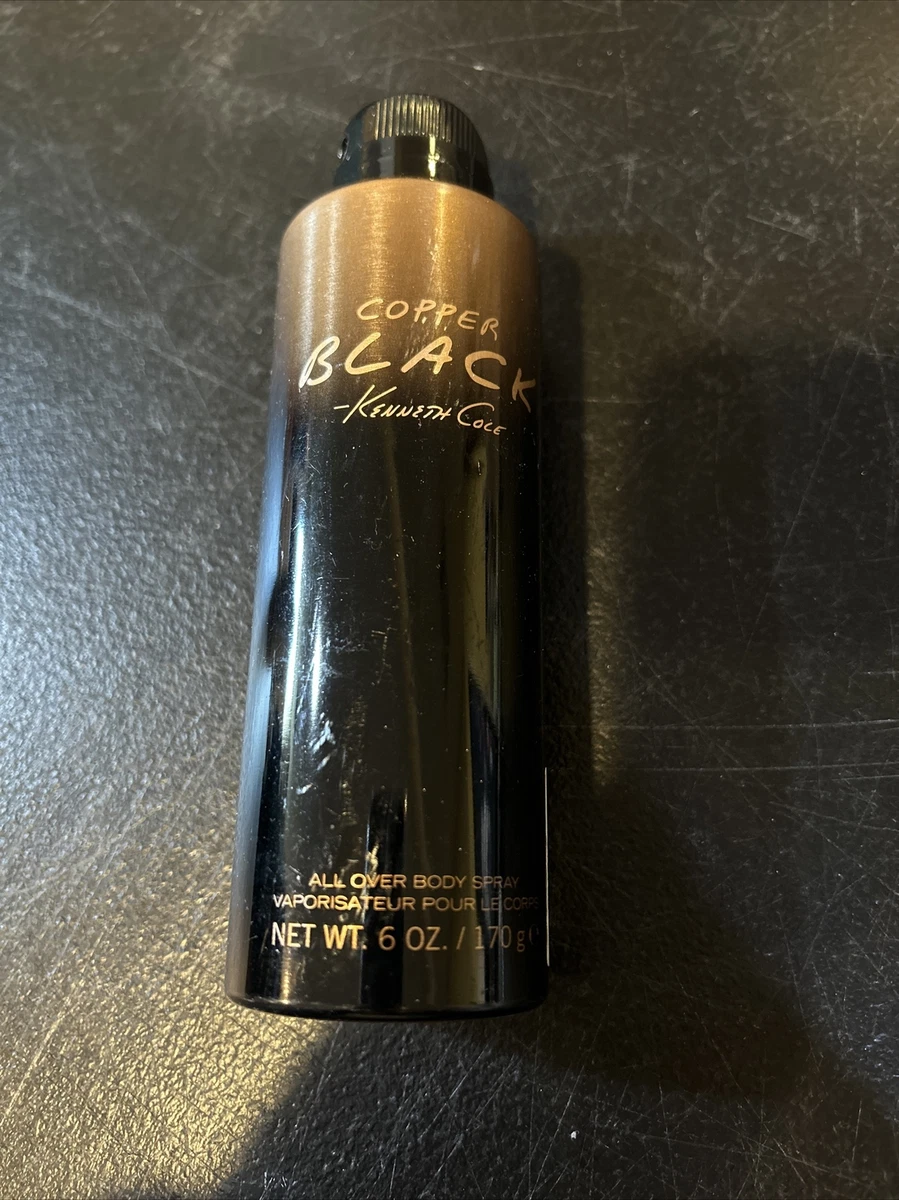 COPPER
BLACK
-KENNETH COLE
ALL OVER BODY SPRAY
VAPORISATEUR POUR LE CORPS
NET WT. 6 OZ. / 170 g e